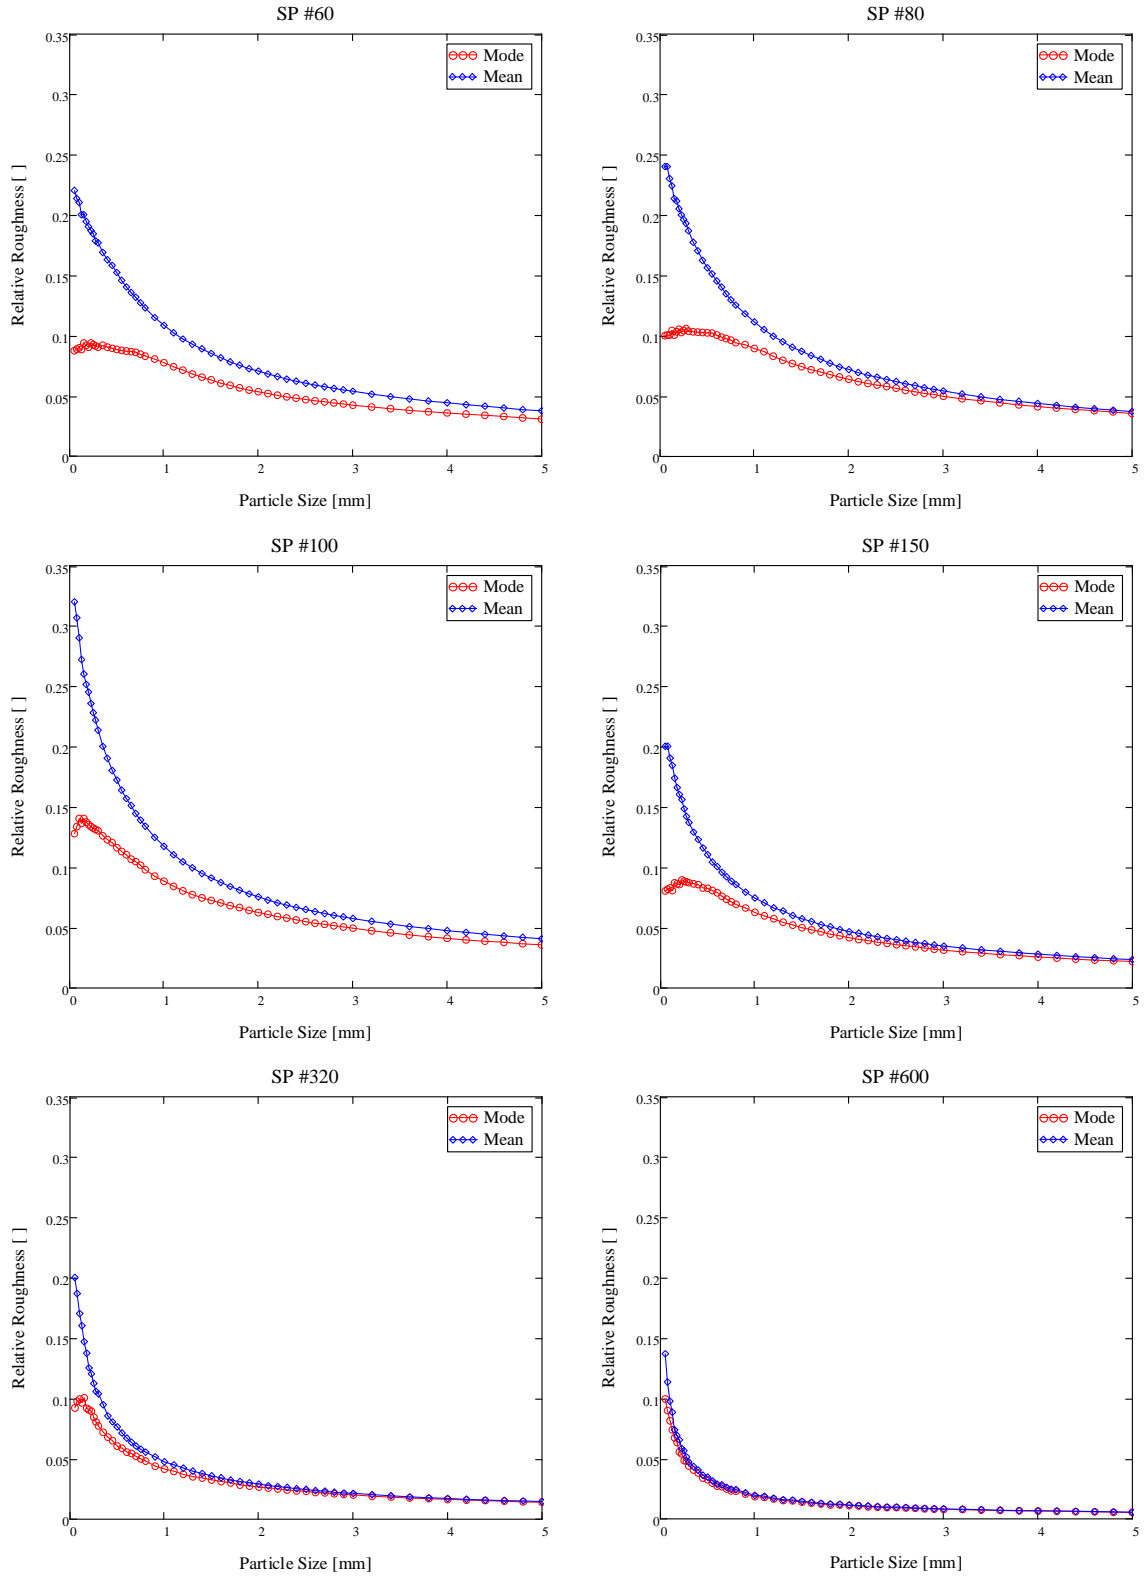 SP #60
0.35
0.3
0.25
0.2
0.15
0.1
0.05
0
0 1 2 3 4 5
Relative Roughness [ ]
Particle Size [mm]
Mode
Mean
SP #80
0.35
0.3
0.25
0.2
0.15
0.1
0.05
0
0 1 2 3 4 5
Relative Roughness [ ]
Particle Size [mm]
Mode
Mean
SP #100
0.35
0.3
0.25
0.2
0.15
0.1
0.05
0
0 1 2 3 4 5
Relative Roughness [ ]
Particle Size [mm]
Mode
Mean
SP #150
0.35
0.3
0.25
0.2
0.15
0.1
0.05
0
0 1 2 3 4 5
Relative Roughness [ ]
Particle Size [mm]
Mode
Mean
SP #320
0.35
0.3
0.25
0.2
0.15
0.1
0.05
0
0 1 2 3 4 5
Relative Roughness [ ]
Particle Size [mm]
Mode
Mean
SP #600
0.35
0.3
0.25
0.2
0.15
0.1
0.05
0
0 1 2 3 4 5
Relative Roughness [ ]
Particle Size [mm]
Mode
Mean